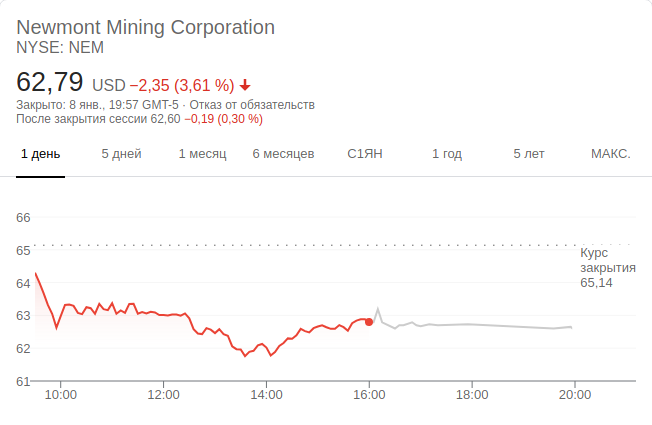 Newmont Mining Corporation
NYSE: NEM
62,79 USD −2,35 (3,61 %)
Закрыто: 8 янв., 19:57 GMT-5 · Отказ от обязательств
После закрытия сессии 62,60 −0,19 (0,30 %)
1 день 5 дней 1 месяц 6 месяцев С1ЯН 1 год 5 лет МАКС.
66
65
64
63
62
61
Курс
закрытия
65,14
10:00 12:00 14:00 16:00 18:00 20:00